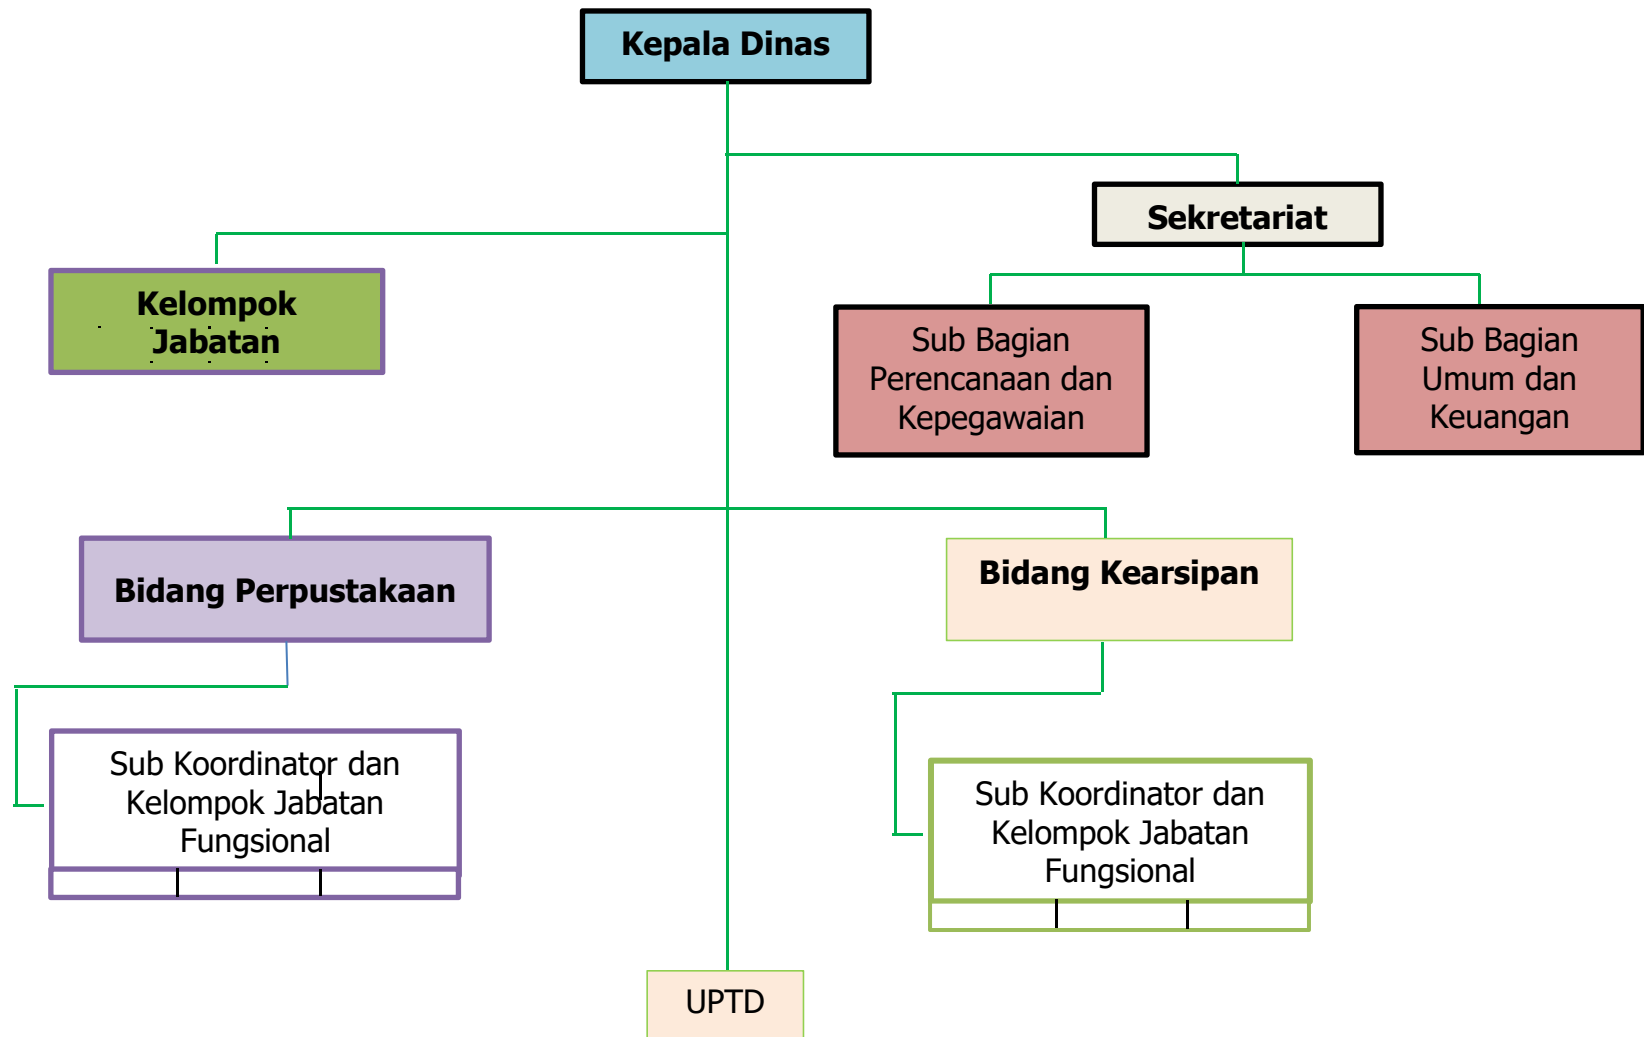 Kepala Dinas
Sekretariat
Kelompok
Jabatan
Sub Bagian
Perencanaan dan
Kepegawaian
Sub Bagian
Umum dan
Keuangan
Bidang Perpustakaan
Bidang Kearsipan
Sub Koordinator dan
Kelompok Jabatan
Fungsional
Sub Koordinator dan
Kelompok Jabatan
Fungsional
UPTD